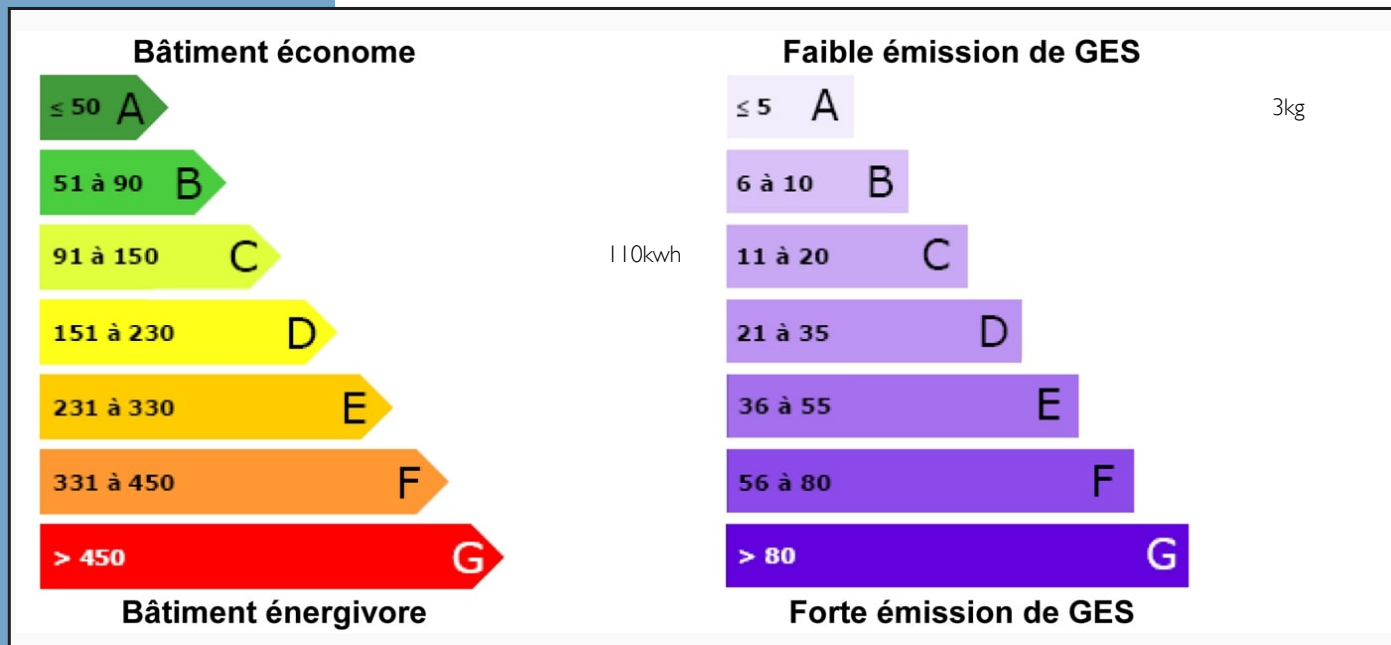 Bâtiment économe
≤ 50 A
51 à 90 B
91 à 150 C
110kwh
151 à 230 D
231 à 330 E
331 à 450 F
> 450 G
Bâtiment énergivore
Faible émission de GES
≤ 5 A
3kg
6 à 10 B
11 à 20 C
21 à 35 D
36 à 55 E
56 à 80 F
> 80 G
Forte émission de GES